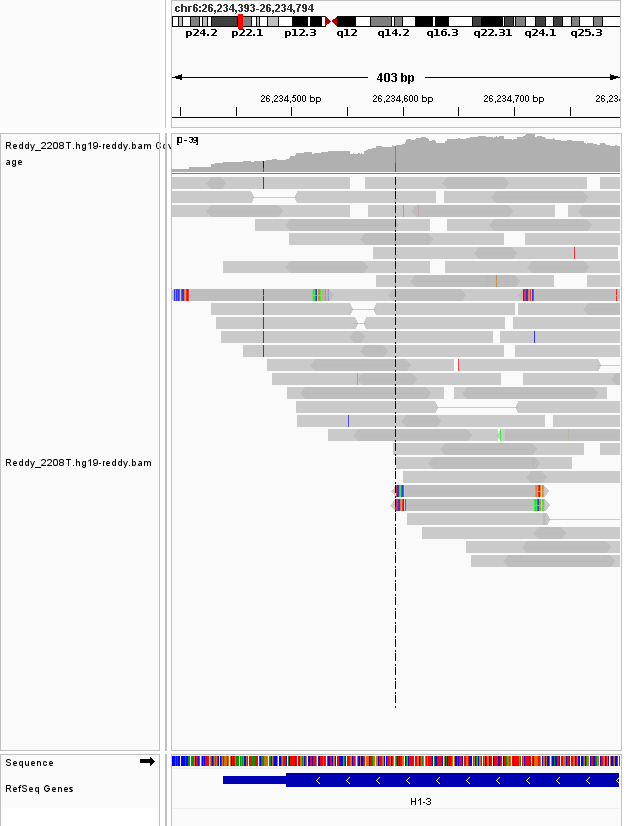 chr6:26,234,393-26,234,794
p24.2 p22.1 p12.3 q12 q14.2 q16.3 q22.31 q24.1 q25.3
403 bp
26,234,500 bp 26,234,600 bp 26,234,700 bp 26,23
Reddy_2208T.hg19-reddy.bam Cov
age
[0-39]
Reddy_2208T.hg19-reddy.bam
Sequence
RefSeq Genes
H1-3